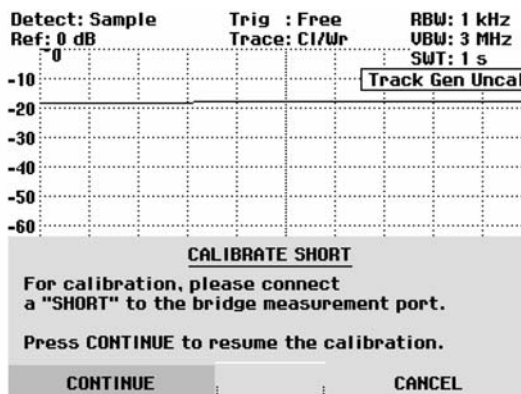 Detect: Sample Trig : Free RBW: 1 kHz
Ref: 0 dB Trace: Cl/Wr VBW: 3 MHz
0 SWT: 1 s
-10 Track Gen Uncal
-20
-30
-40
-50
-60
CALIBRATE SHORT
For calibration, please connect
a "SHORT" to the bridge measurement port.
Press CONTINUE to resume the calibration.
CONTINUE CANCEL